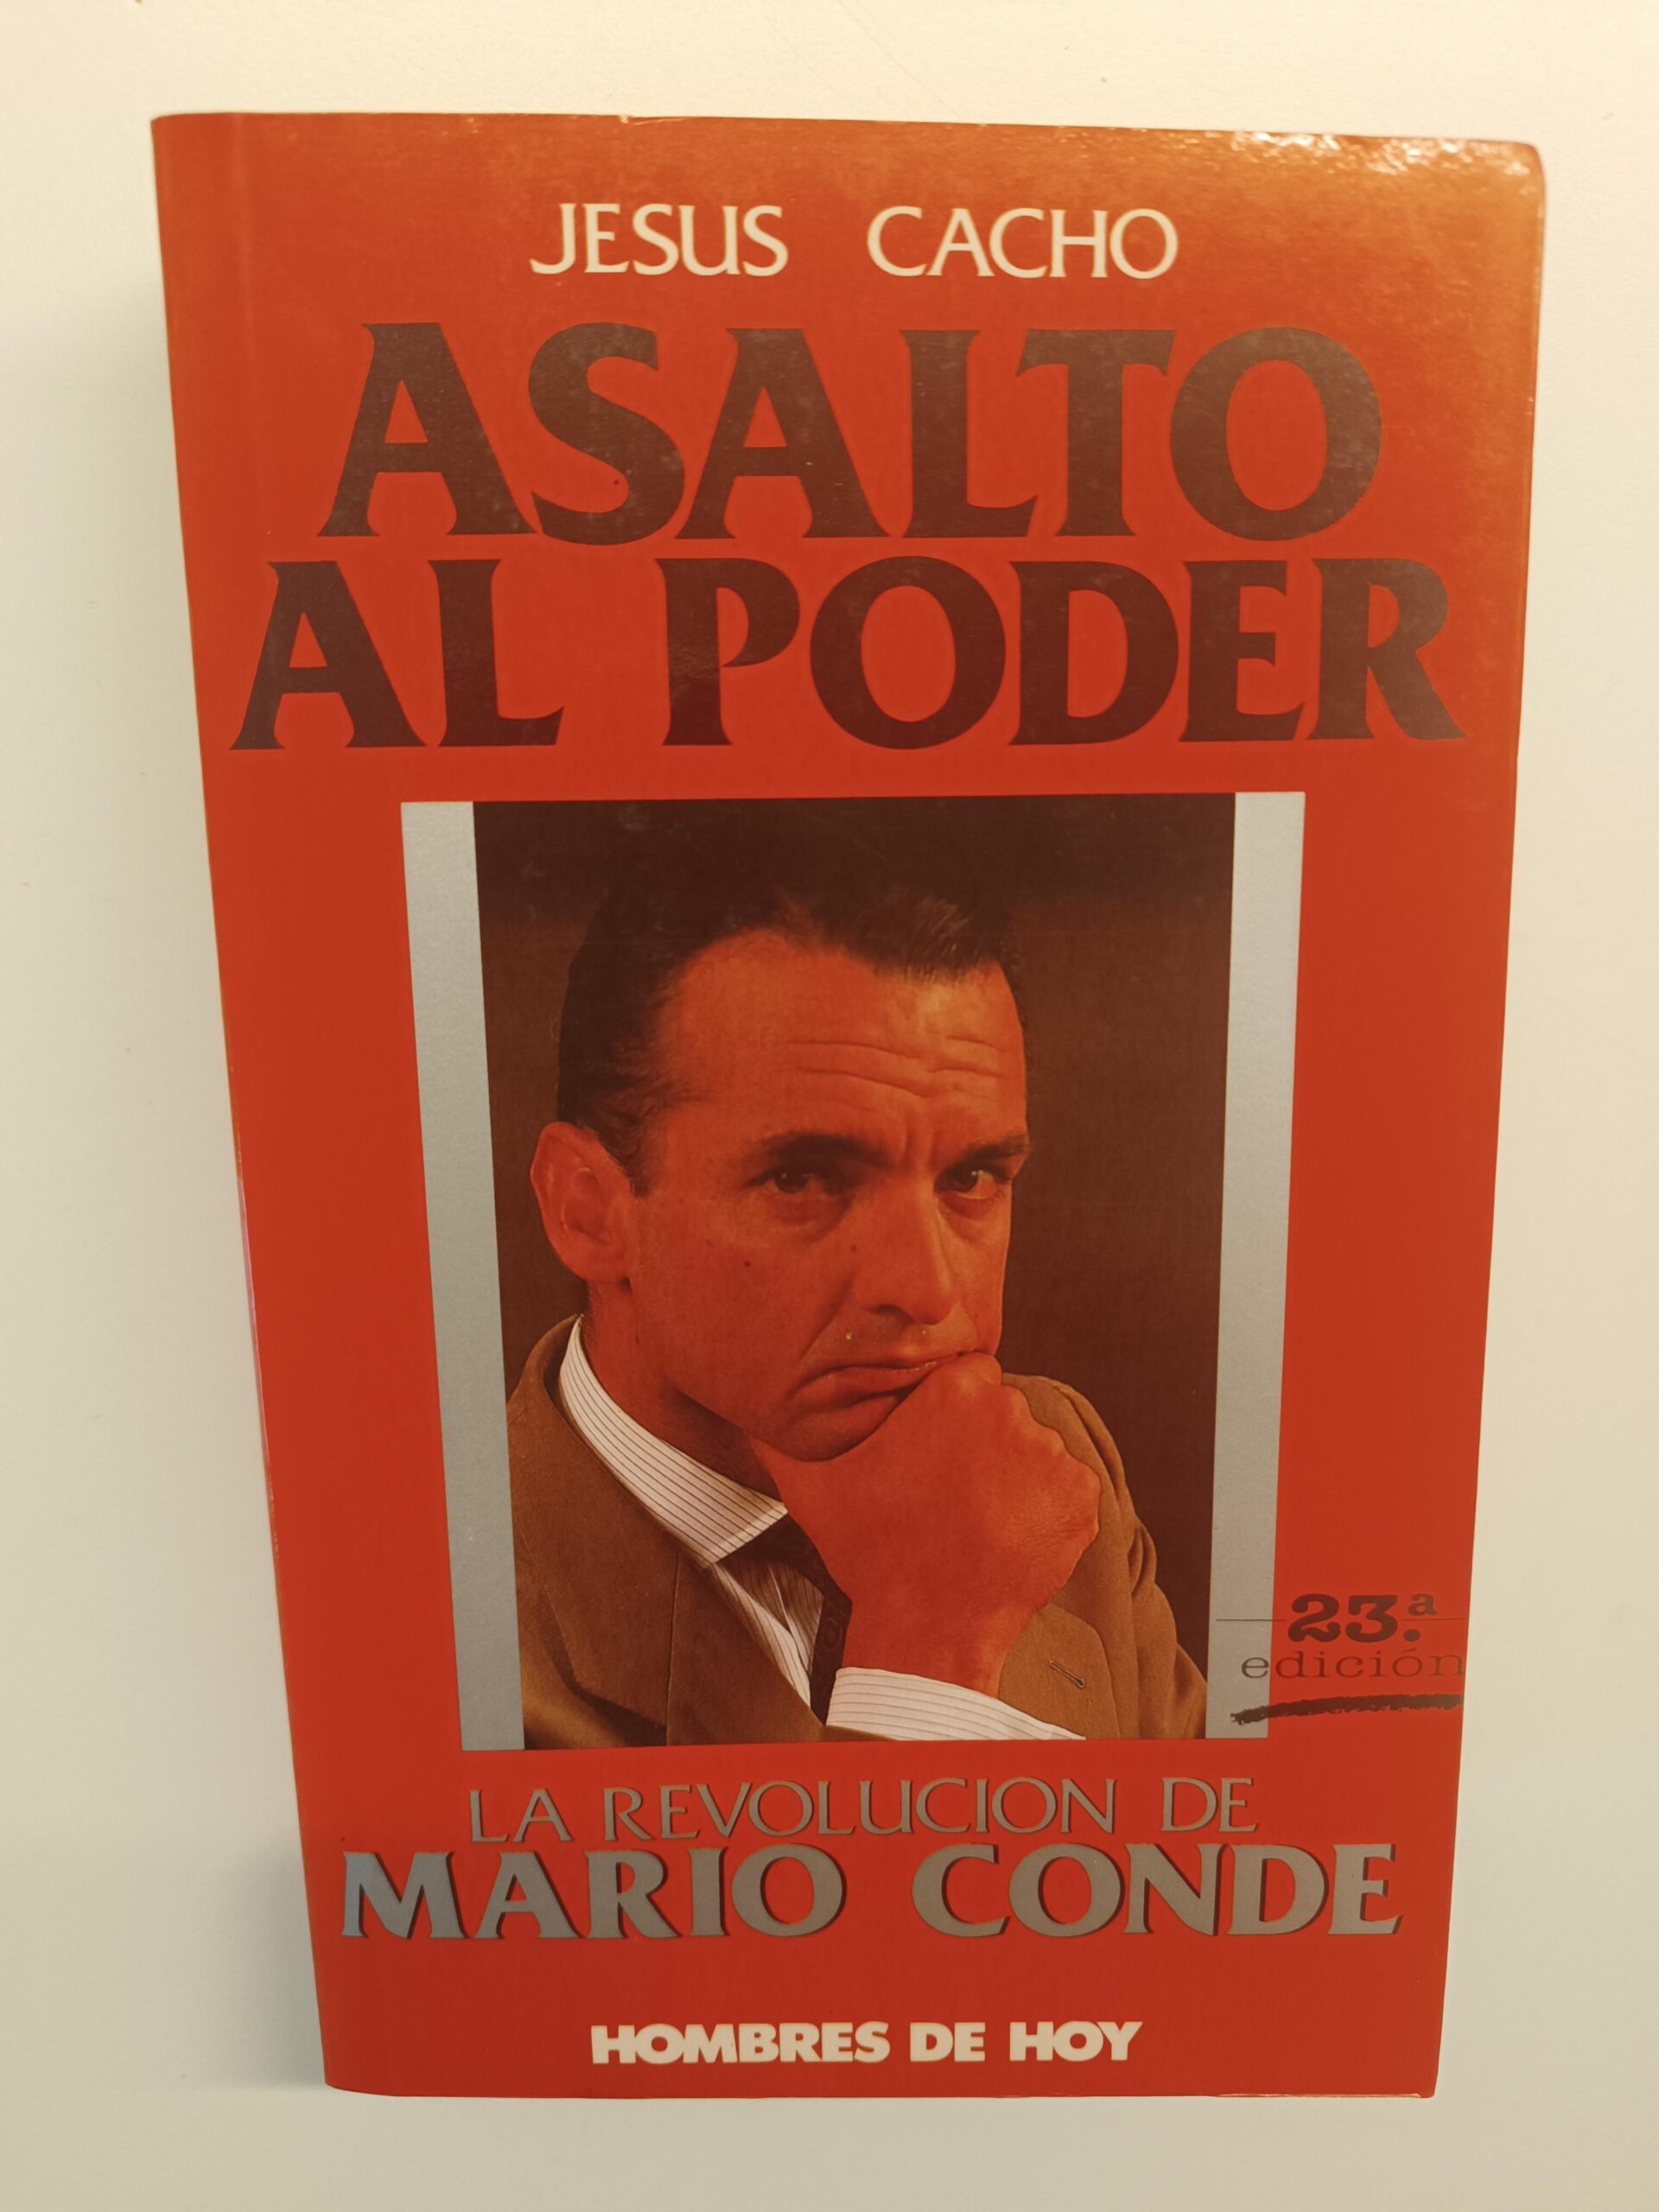 JESUS CACHO
ASALTO
AL PODER
23.ª
edición
LA REVOLUCION DE
MARIO CONDE
HOMBRES DE HOY